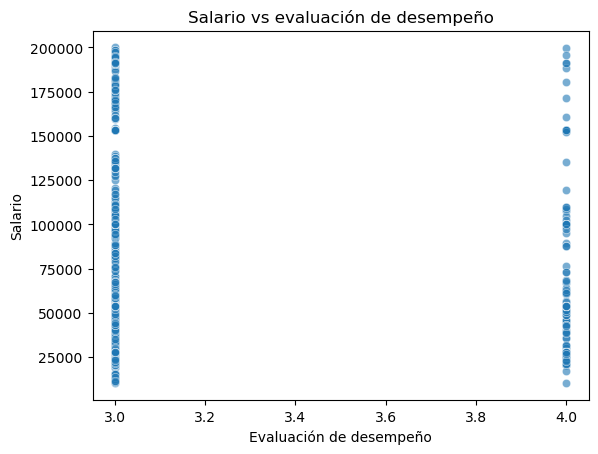 Salario vs evaluación de desempeño
200000
175000
150000
125000
100000
75000
50000
25000
Salario
3.0 3.2 3.4 3.6 3.8 4.0
Evaluación de desempeño